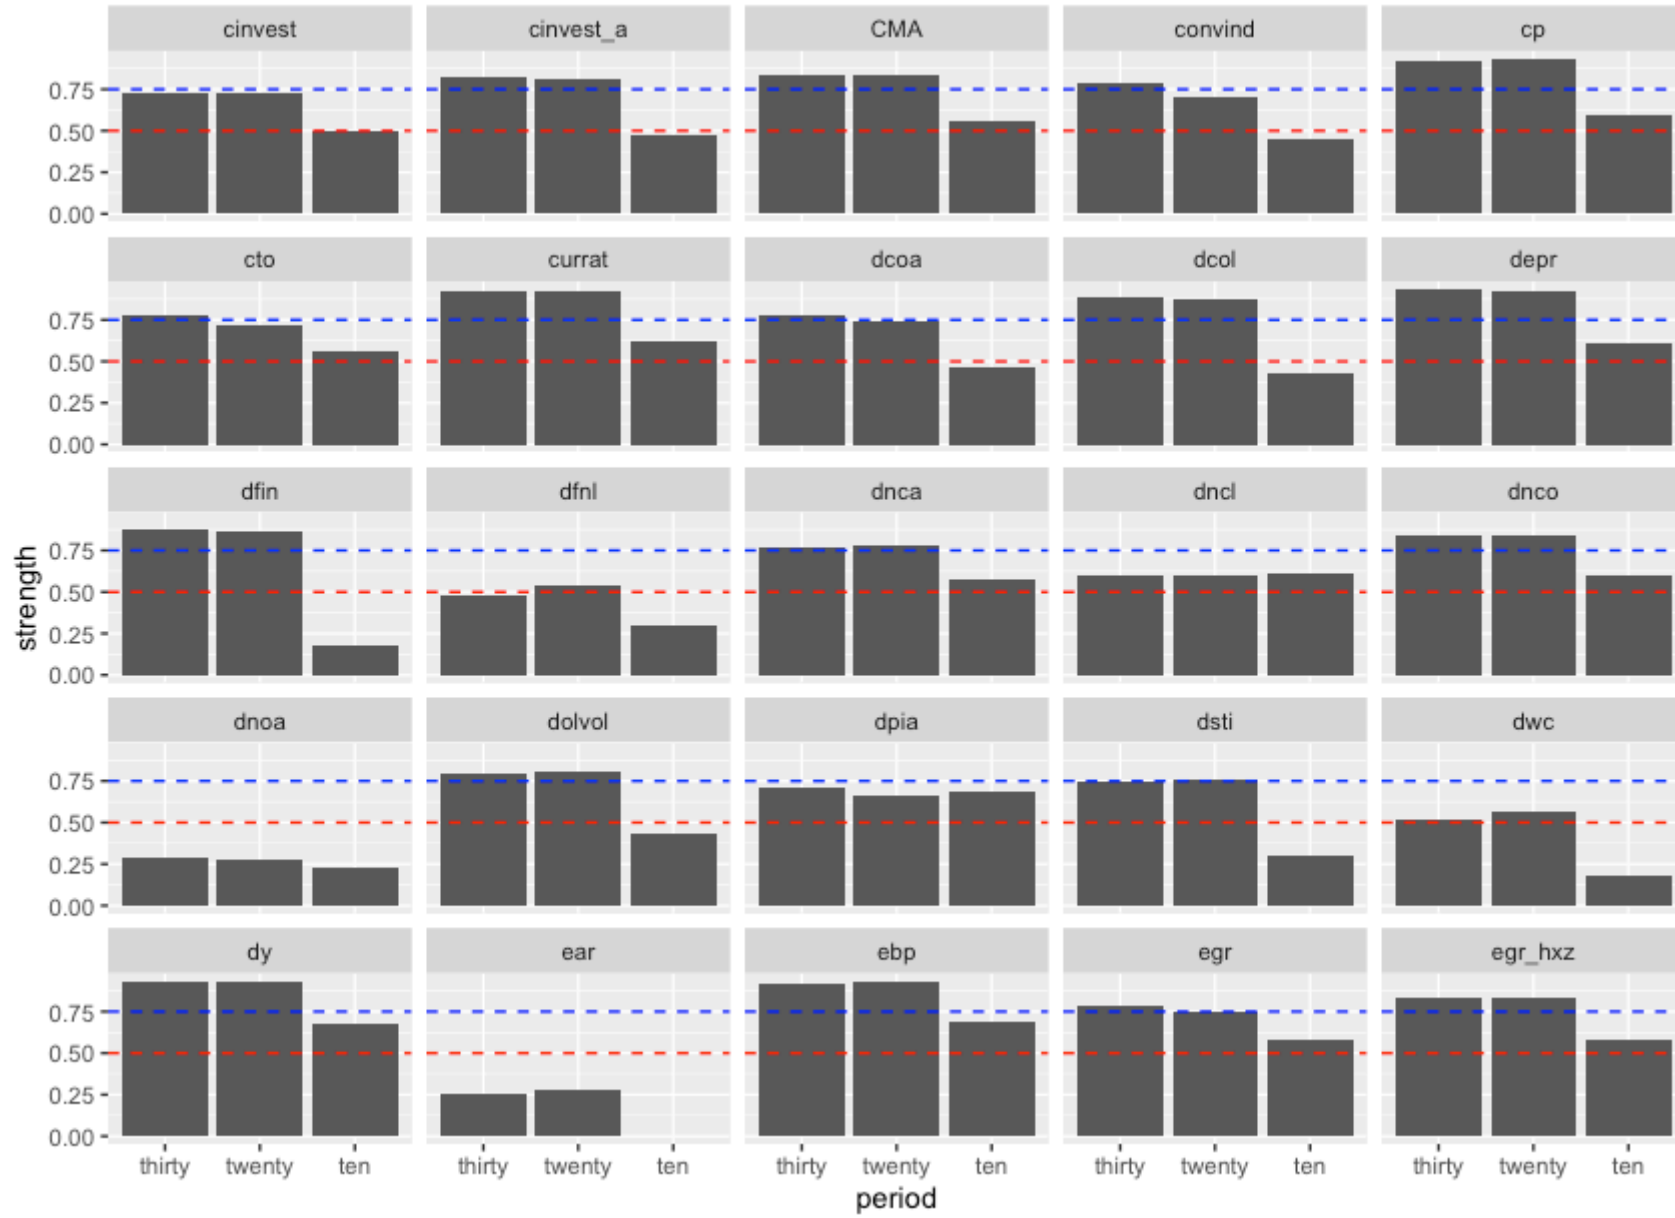 cinvest cinvest_a CMA convind cp
0.75
0.50
0.25
0.00
cto currat dcoa dcol depr
0.75
0.50
0.25
0.00
dfin dfnl dnca dncl dnco
0.75
0.50
0.25
0.00
strength
dnoa dolvol dpia dsti dwc
0.75
0.50
0.25
0.00
dy ear ebp egr egr_hxz
0.75
0.50
0.25
0.00
thirty twenty ten thirty twenty ten thirty twenty ten thirty twenty ten thirty twenty ten
period